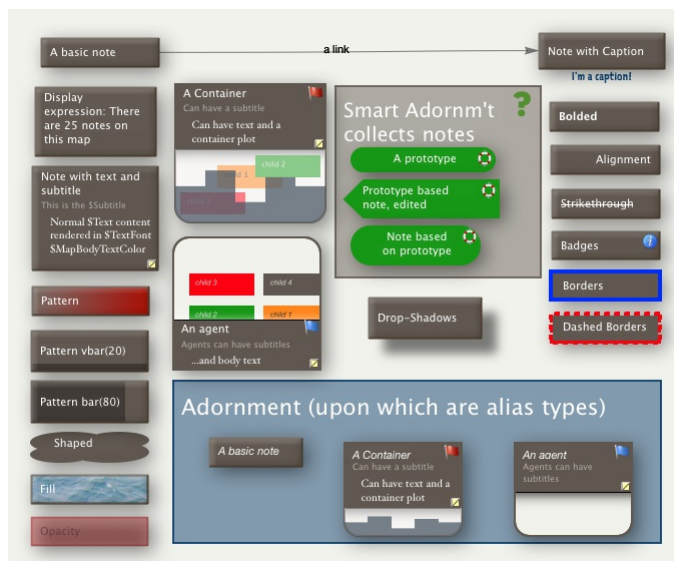 A basic note
a link
Note with Caption
I'm a caption!
Display
expression: There
are 25 notes on
this map
Note with text and
subtitle
This is the $Subtitle
Normal $Text content
rendered in $TextFont
$MapBodyTextColor
Pattern
Pattern vbar(20)
Pattern bar(80)
Shaped
Fill
Opacity
A Container
Can have a subtitle
Can have text and a
container plot
child 2
child 1
child 3
child 3
child 4
child 2
child 1
An agent
Agents can have subtitles
...and body text
Smart Adornm't
collects notes
?
A prototype
Prototype based
note, edited
Note based
on prototype
Drop-Shadows
Bolded
Alignment
Strikethrough
Badges
i
Borders
Dashed Borders
Adornment (upon which are alias types)
A basic note
A Container
Can have a subtitle
Can have text and a
container plot
An agent
Agents can have
subtitles